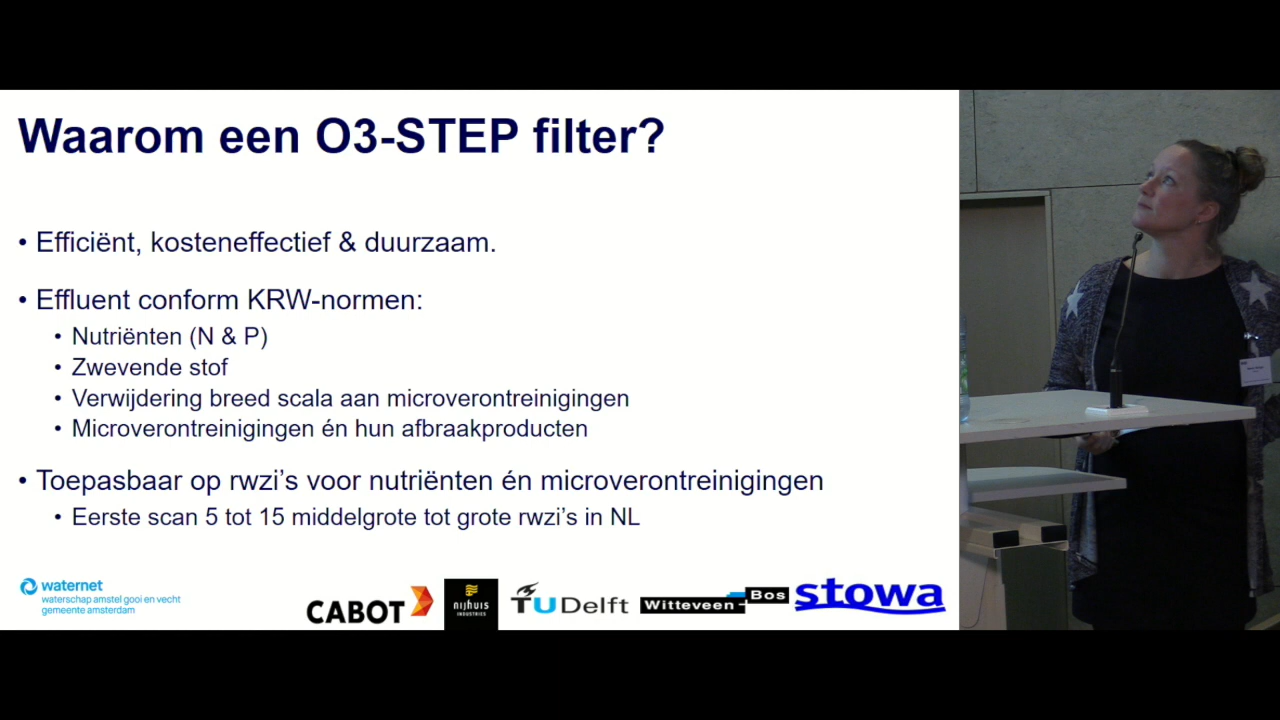 Waarom een O3-STEP filter?
• Efficiënt, kosteneffectief & duurzaam.
• Effluent conform KRW-normen:
• Nutriënten (N & P)
• Zwevende stof
• Verwijdering breed scala aan microverontreinigingen
• Microverontreinigingen én hun afbraakproducten
• Toepasbaar op rwzi's voor nutriënten én microverontreinigingen
• Eerste scan 5 tot 15 middelgrote tot grote rwzi's in NL
waternet
waterschap amstel gooi en vecht
gemeente amsterdam
CABOT
nijhuis
INDUSTRIES
TU Delft
Witteveen+Bos
stowa